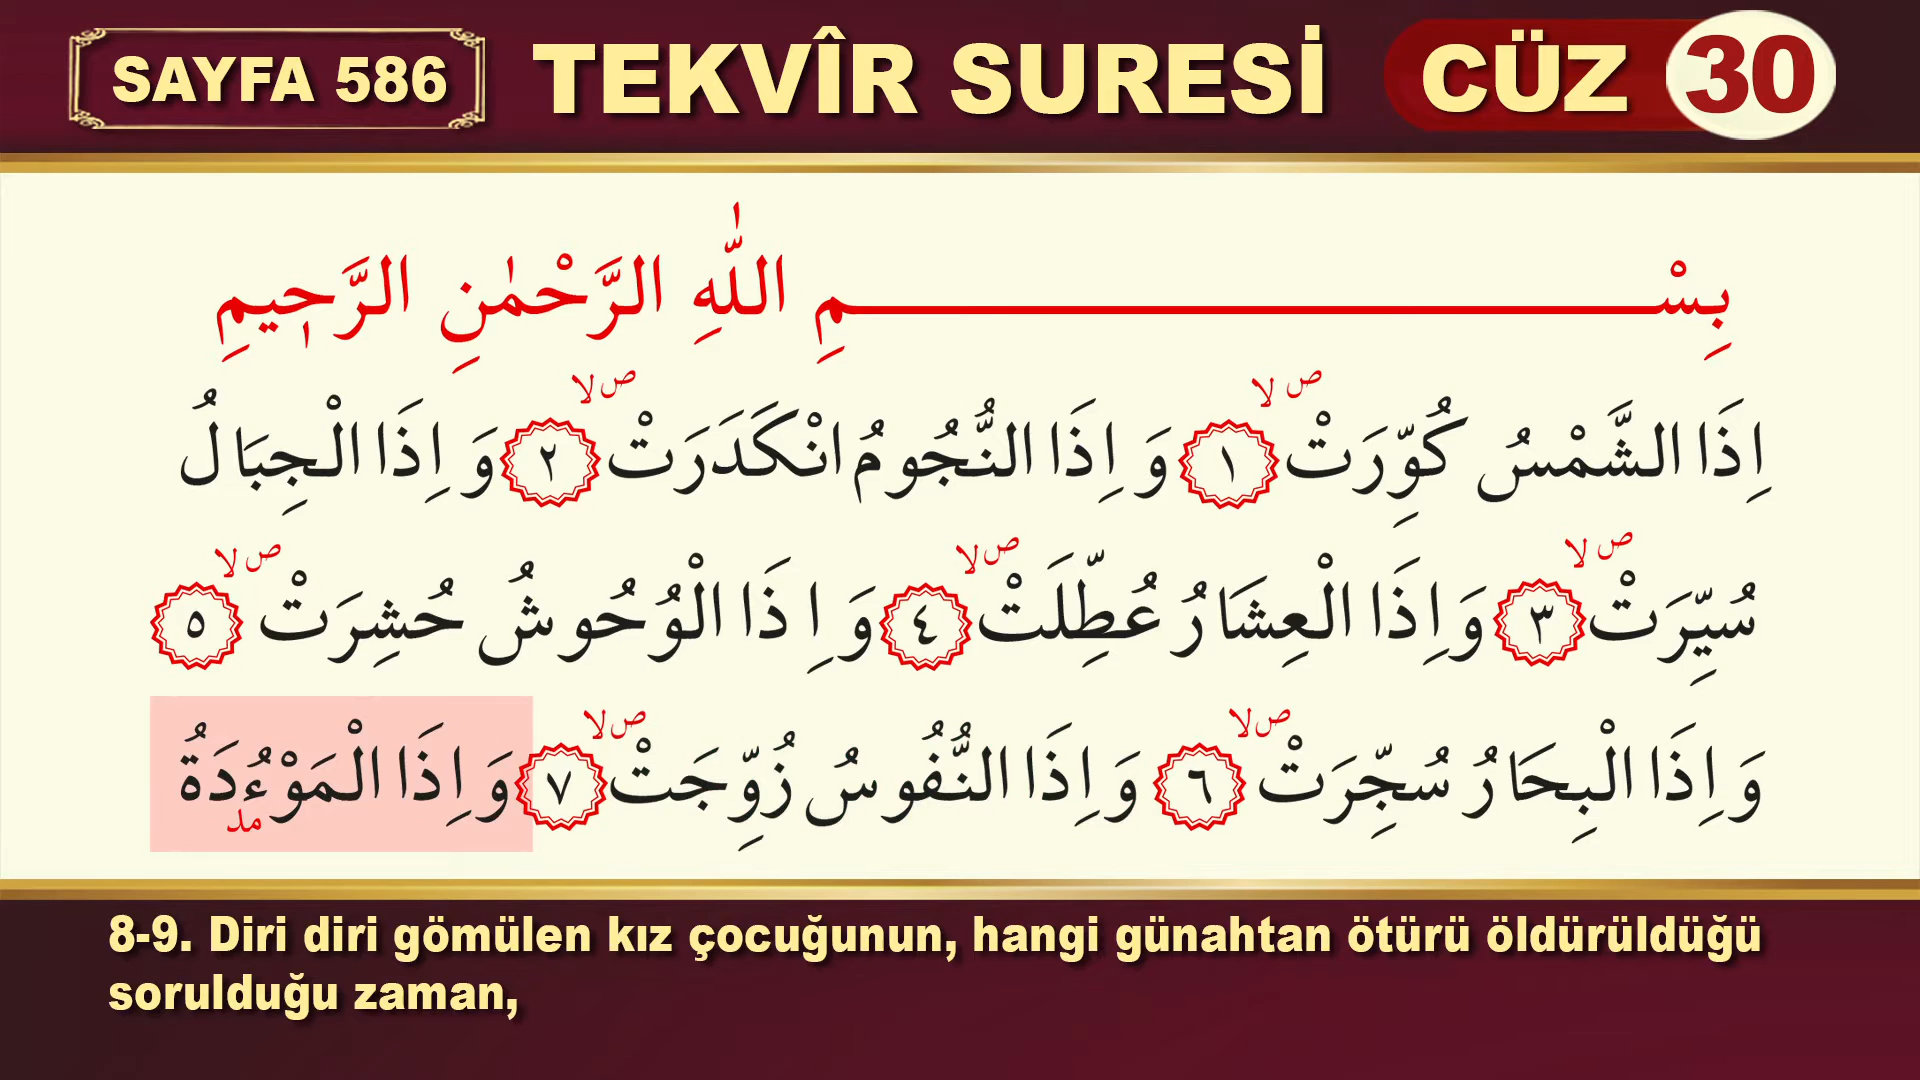 SAYFA 586
TEKVÎR SURESİ
CÜZ 30
بِسْمِ اللّٰهِ الرَّحْمٰنِ الرَّح۪يمِ
اِذَا الشَّمْسُ كُوِّرَتْۙۖ ١ وَاِذَا النُّجُومُ انْكَدَرَتْۙۖ ٢ وَاِذَا الْجِبَالُ
سُيِّرَتْۙۖ ٣ وَاِذَا الْعِشَارُ عُطِّلَتْۙۖ ٤ وَاِذَا الْوُحُوشُ حُشِرَتْۙۖ ٥
وَاِذَا الْبِحَارُ سُجِّرَتْۙۖ ٦ وَاِذَا النُّفُوسُ زُوِّجَتْۙۖ ٧ وَاِذَا الْمَوْءُدَةُ
مد
8-9. Diri diri gömülen kız çocuğunun, hangi günahtan ötürü öldürüldüğü
sorulduğu zaman,